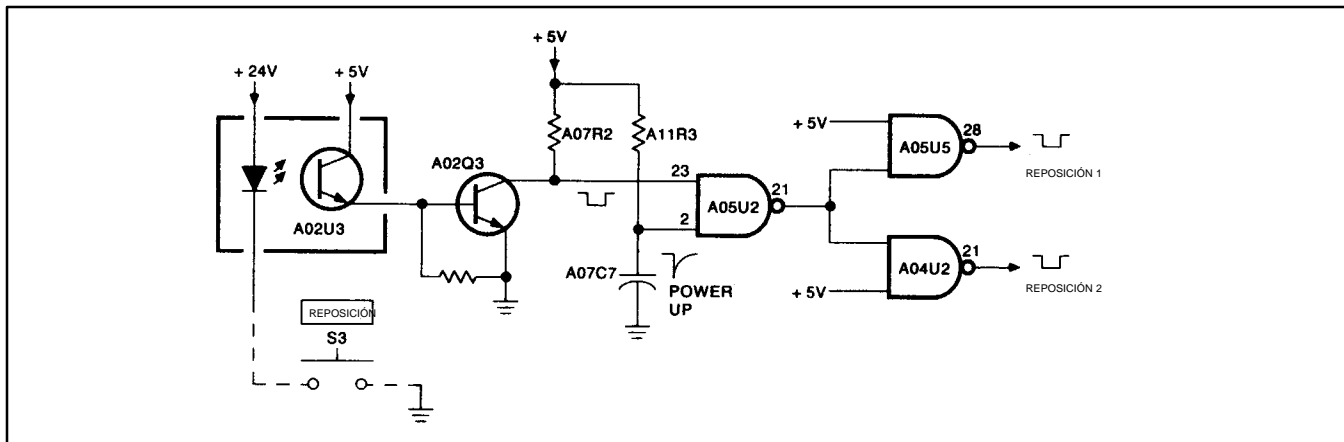 + 5V
+ 24V
+ 5V
A07R2
A11R3
A02Q3
A02U3
23
2
A05U2
21
+ 5V
A05U5
28
REPOSICIÓN 1
A04U2
21
+ 5V
REPOSICIÓN 2
A07C7
POWER
UP
REPOSICIÓN
S3